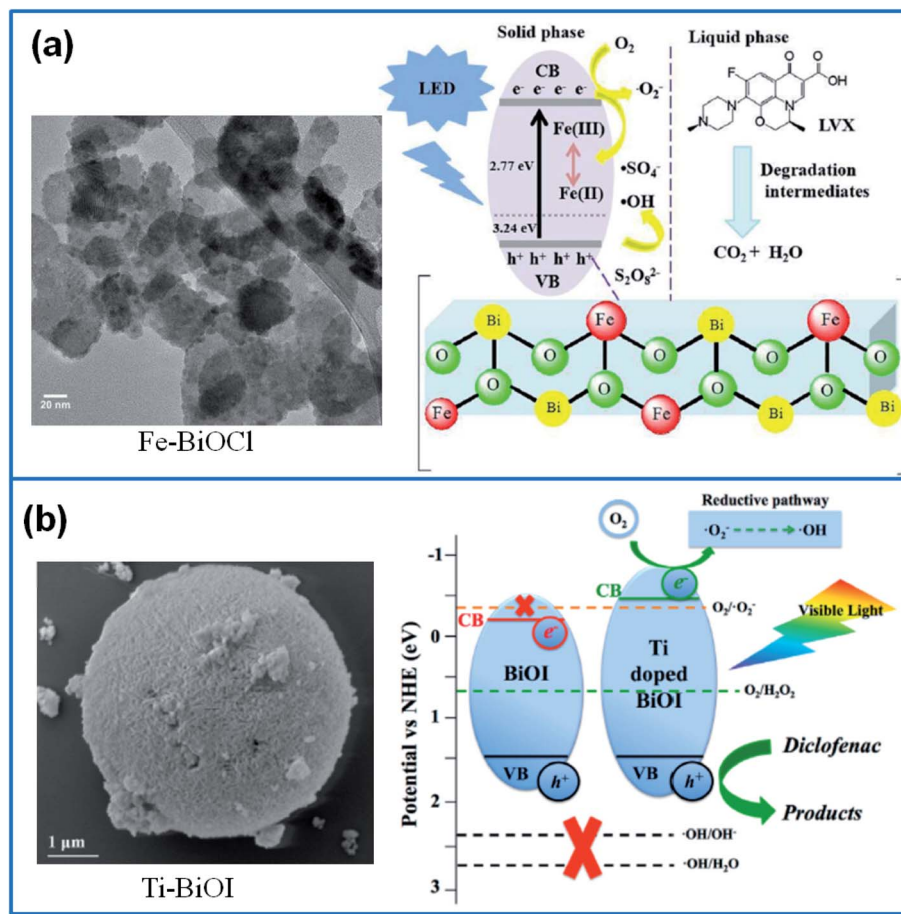 (a)
Solid phase
Liquid phase
LED
CB
e⁻ e⁻ e⁻ e⁻
O₂
·O₂⁻
Fe(III)
Fe(II)
2.77 eV
3.24 eV
•SO₄⁻
•OH
h⁺ h⁺ h⁺ h⁺
VB
S₂O₈²⁻
F
O
O
OH
N
N
N
O
LVX
Degradation
intermediates
CO₂ + H₂O
20 nm
Fe-BiOCl
Bi Fe Bi Fe
O O O O O
O O O O
Fe Bi Fe Bi Bi
(b)
Reductive pathway
·O₂⁻ ·OH
O₂
Potential vs NHE (eV)
-1
0
1
2
3
CB
e⁻
BiOI
VB
h⁺
CB
e⁻
Ti
doped
BiOI
VB
h⁺
O₂/·O₂⁻
Visible Light
O₂/H₂O₂
Diclofenac
Products
·OH/OH⁻
·OH/H₂O
1 μm
Ti-BiOI